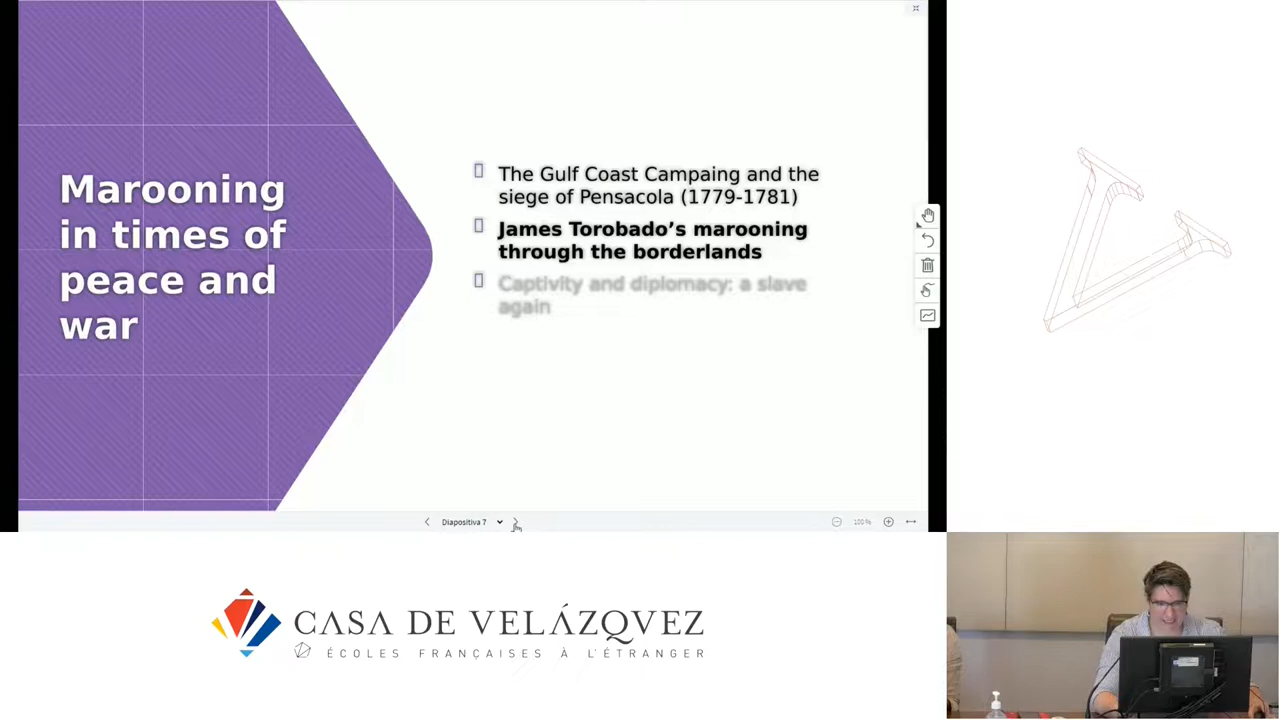 Marooning
in times of
peace and
war
The Gulf Coast Campaing and the
siege of Pensacola (1779-1781)
James Torobado’s marooning
through the borderlands
Captivity and diplomacy: a slave
again
Diapositiva 7
100%
CASA DE VELÁZQVEZ
ÉCOLES FRANÇAISES À L'ÉTRANGER